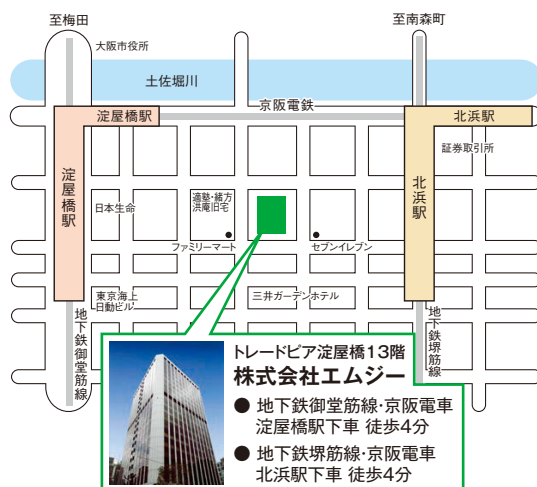 至梅田
至南森町
大阪市役所
土佐堀川
京阪電鉄
淀屋橋駅
北浜駅
証券取引所
淀屋橋駅
北浜駅
日本生命
適塾・緒方
洪庵旧宅
ファミリーマート
セブンイレブン
東京海上
日動ビル
三井ガーデンホテル
地下鉄御堂筋線
地下鉄堺筋線
トレードピア淀屋橋13階
株式会社エムジー
● 地下鉄御堂筋線・京阪電車
淀屋橋駅下車 徒歩4分
● 地下鉄堺筋線・京阪電車
北浜駅下車 徒歩4分